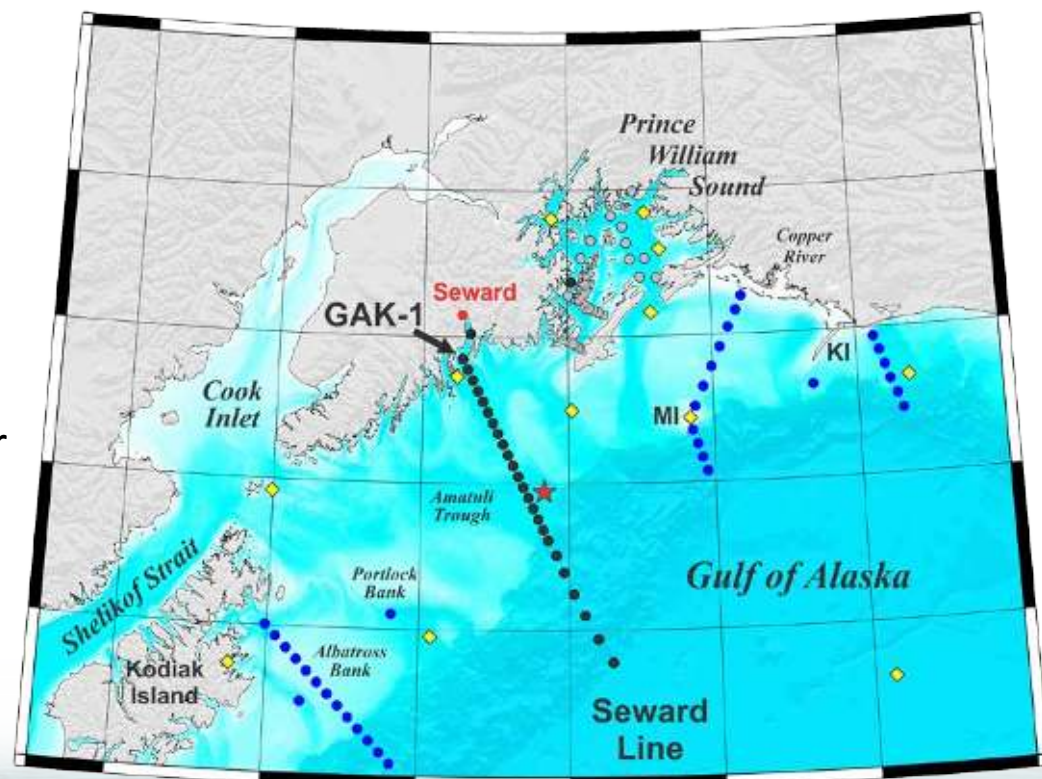 Prince
William
Sound
Copper
River
Seward
GAK-1
KI
Cook
Inlet
MI
r
Amatuli
Trough
Gulf of Alaska
Shelikof Strait
Portlock
Bank
Albatross
Bank
Kodiak
Island
Seward
Line